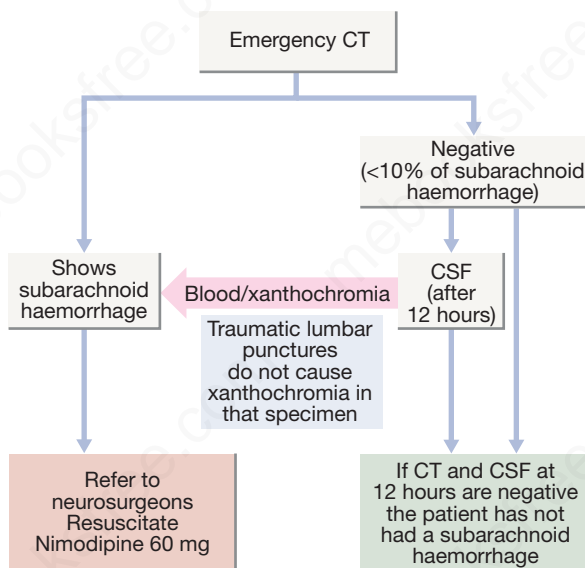 Emergency CT
Negative
(<10% of subarachnoid
haemorrhage)
Shows
subarachnoid
haemorrhage
Blood/xanthochromia
CSF
(after
12 hours)
Traumatic lumbar
punctures
do not cause
xanthochromia in
that specimen
Refer to
neurosurgeons
Resuscitate
Nimodipine 60 mg
If CT and CSF at
12 hours are negative
the patient has not
had a subarachnoid
haemorrhage